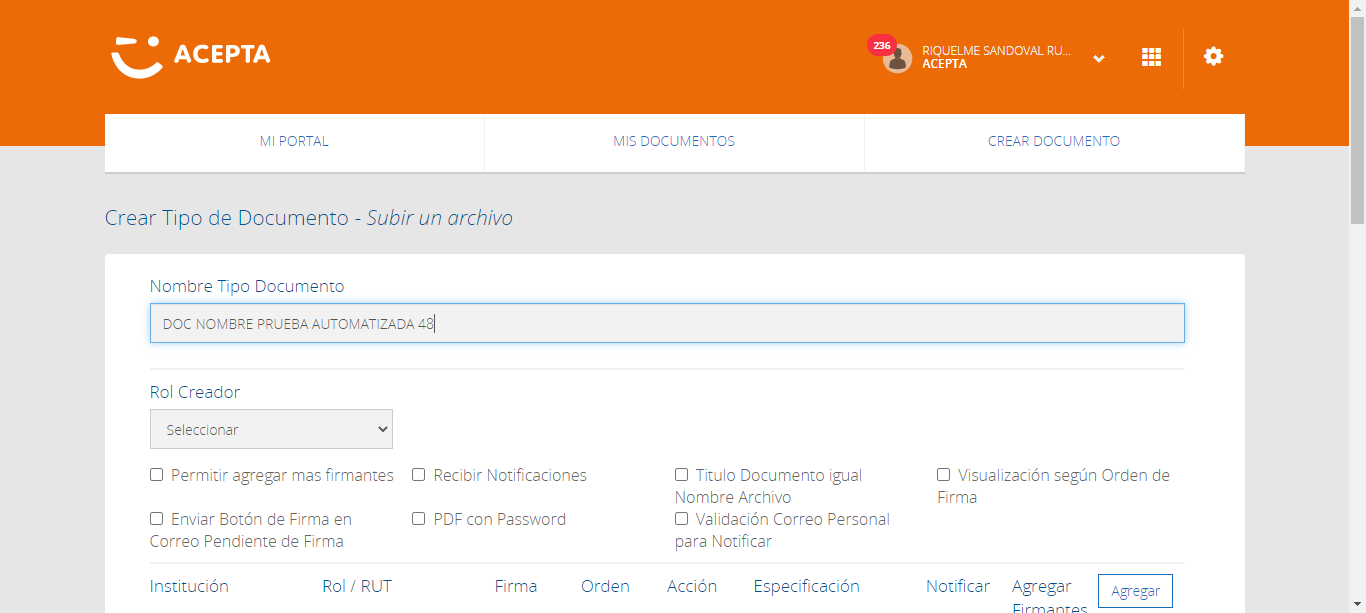 ACEPTA
236
RIQUELME SANDOVAL RU...
ACEPTA
MI PORTAL
MIS DOCUMENTOS
CREAR DOCUMENTO
Crear Tipo de Documento - Subir un archivo
Nombre Tipo Documento
DOC NOMBRE PRUEBA AUTOMATIZADA 48
Rol Creador
Seleccionar
Permitir agregar mas firmantes
Recibir Notificaciones
Titulo Documento igual
Nombre Archivo
Visualización según Orden de
Firma
Enviar Botón de Firma en
Correo Pendiente de Firma
PDF con Password
Validación Correo Personal
para Notificar
Institución
Rol / RUT
Firma
Orden
Acción
Especificación
Notificar
Agregar
Firmantes
Agregar